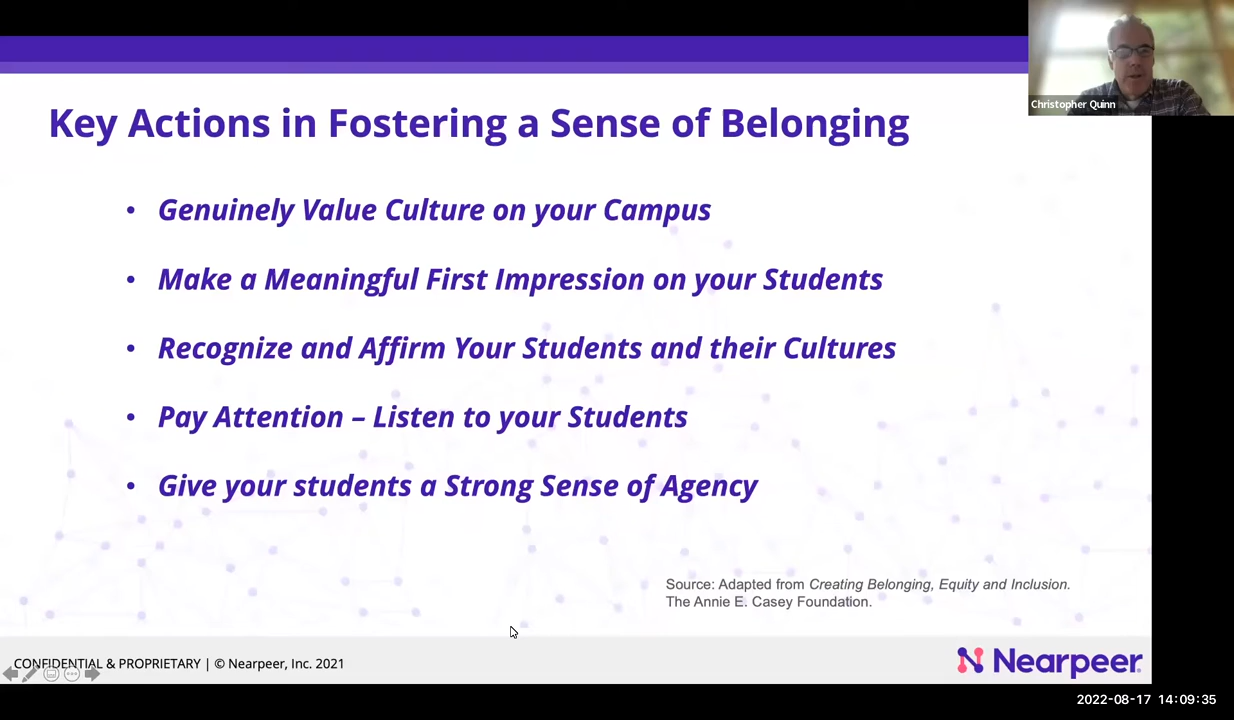 Christopher Quinn
Key Actions in Fostering a Sense of Belonging
• Genuinely Value Culture on your Campus
• Make a Meaningful First Impression on your Students
• Recognize and Affirm Your Students and their Cultures
• Pay Attention – Listen to your Students
• Give your students a Strong Sense of Agency
Source: Adapted from Creating Belonging, Equity and Inclusion.
The Annie E. Casey Foundation.
CONFIDENTIAL & PROPRIETARY | © Nearpeer, Inc. 2021
Nearpeer
2022-08-17 14:09:35